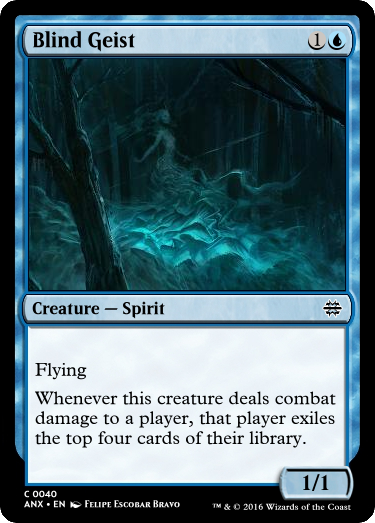 Blind Geist 1
Creature — Spirit
Flying
Whenever this creature deals combat
damage to a player, that player exiles
the top four cards of their library.
1/1
C 0040
ANX • EN Felipe Escobar Bravo
™ & © 2016 Wizards of the Coast